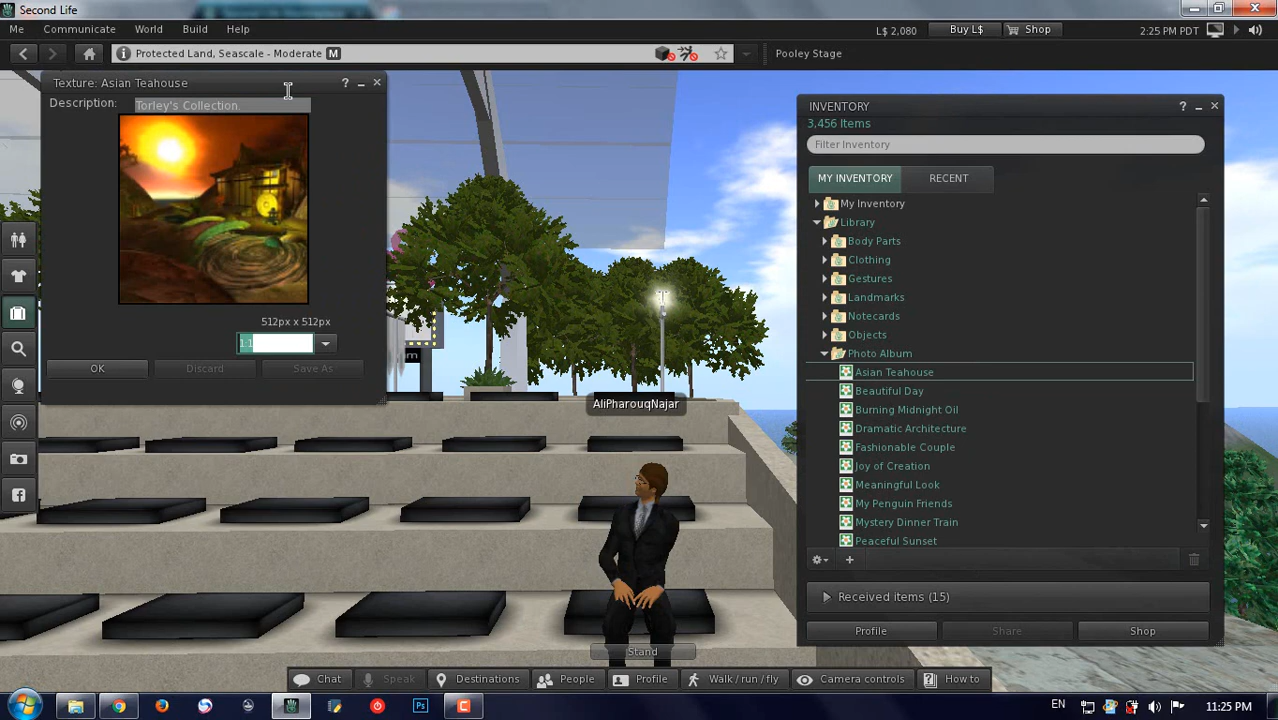 Second Life
Me Communicate World Build Help
L$ 2,080 Buy L$ Shop 2:25 PM PDT
Protected Land, Seascale - Moderate M
Pooley Stage
Texture: Asian Teahouse ?
Description: Torley's Collection.
512px x 512px
1:1
OK Discard Save As
INVENTORY ?
3,456 Items
Filter Inventory
MY INVENTORY RECENT
My Inventory
Library
Body Parts
Clothing
Gestures
Landmarks
Notecards
Objects
Photo Album
Asian Teahouse
Beautiful Day
Burning Midnight Oil
Dramatic Architecture
Fashionable Couple
Joy of Creation
Meaningful Look
My Penguin Friends
Mystery Dinner Train
Peaceful Sunset
Received items (15)
Profile Share Shop
AliPharouqNajar
Stand
Chat Speak Destinations People Profile Walk / run / fly Camera controls How to
Ps EN 11:25 PM